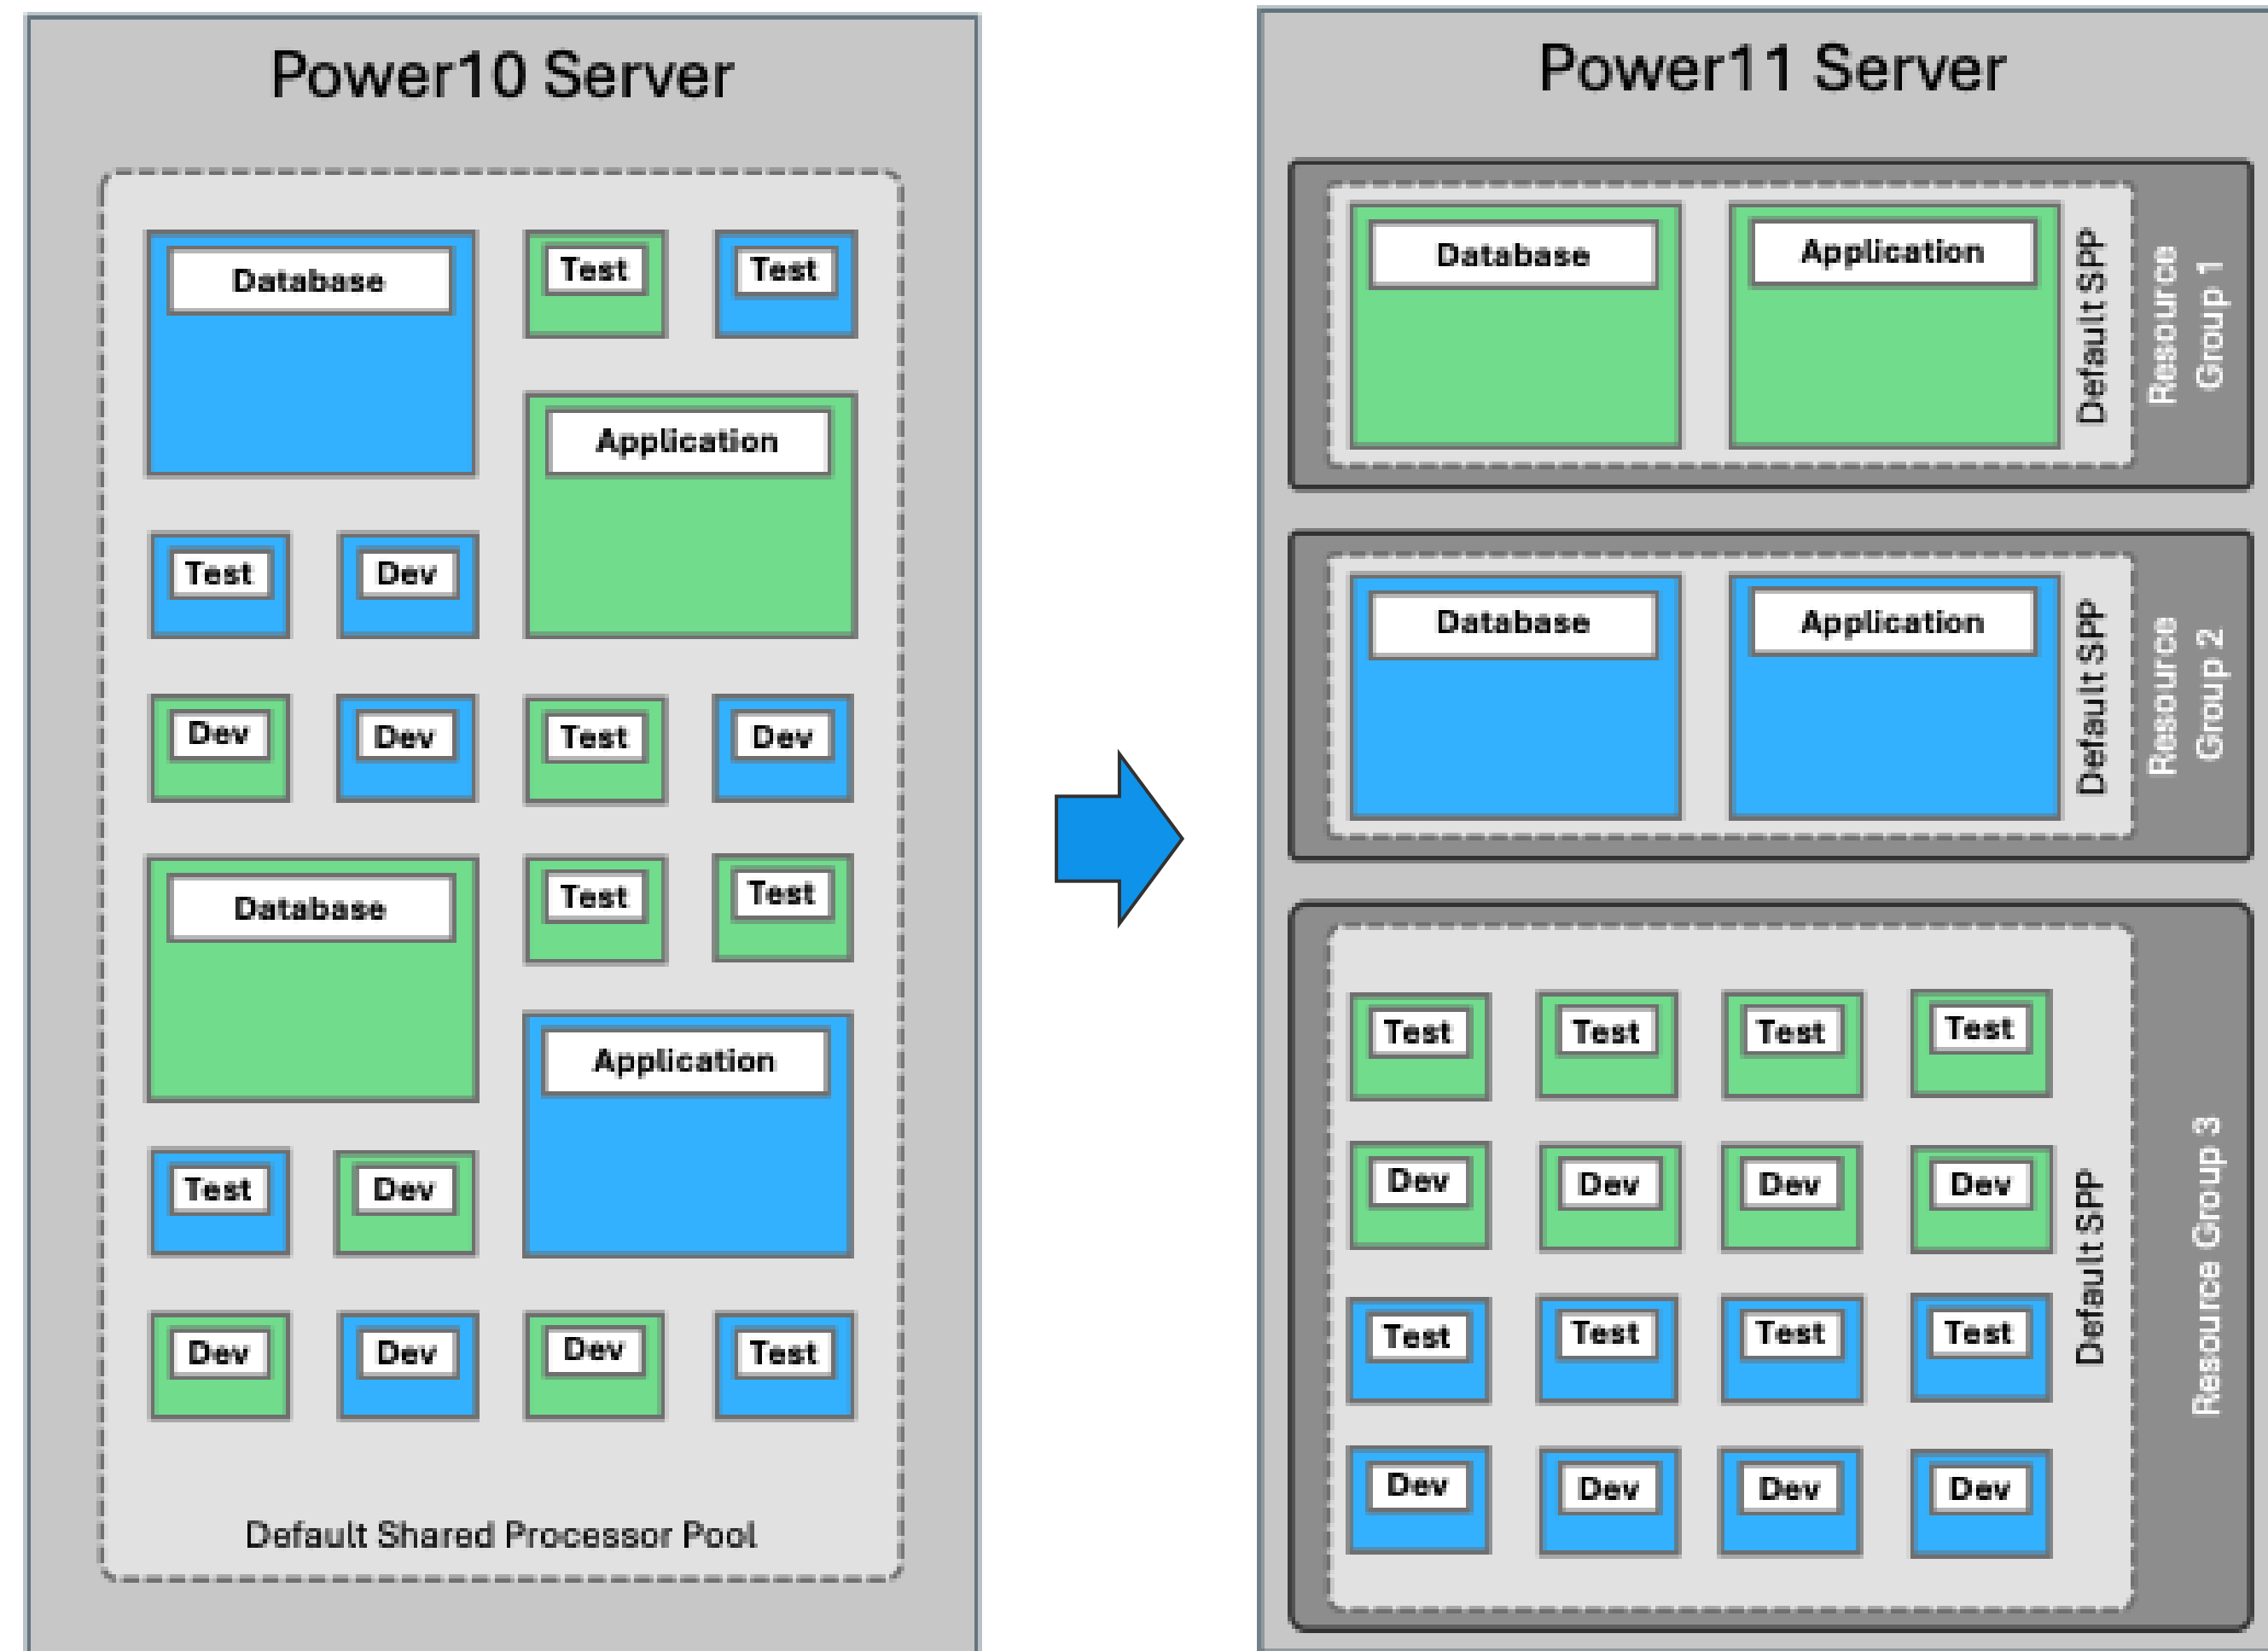 Power10 Server
Database
Test
Test
Application
Test
Dev
Dev
Dev
Test
Dev
Database
Test
Test
Application
Test
Dev
Dev
Dev
Dev
Test
Default Shared Processor Pool
Power11 Server
Database
Application
Default SPP
Resource
Group 1
Database
Application
Default SPP
Resource
Group 2
Test
Test
Test
Test
Dev
Dev
Dev
Dev
Test
Test
Test
Test
Dev
Dev
Dev
Dev
Default SPP
Resource Group 3